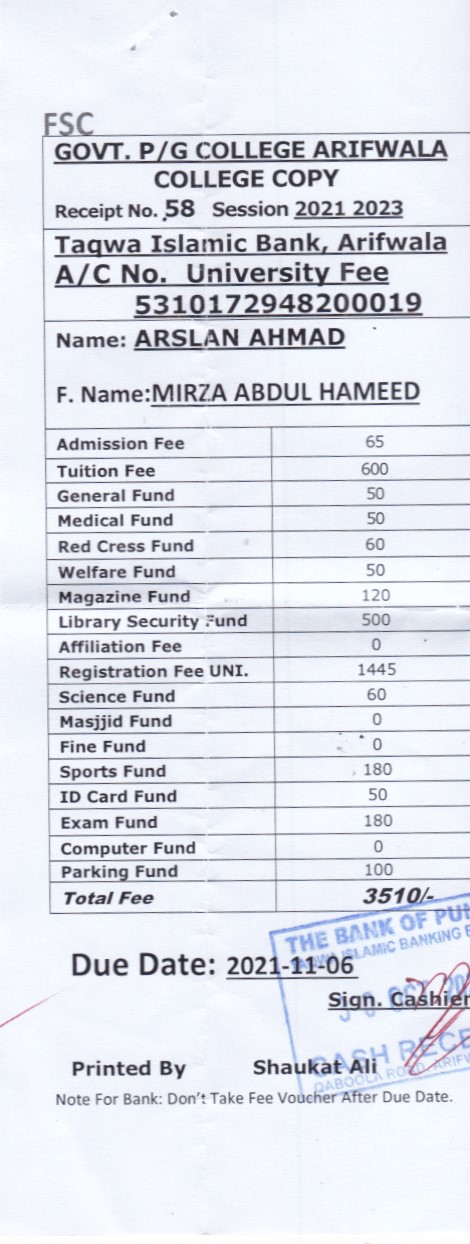 FSC
GOVT. P/G COLLEGE ARIFWALA
COLLEGE COPY
Receipt No. 58 Session 2021 2023
Taqwa Islamic Bank, Arifwala
A/C No. University Fee
5310172948200019
Name: ARSLAN AHMAD
F. Name:MIRZA ABDUL HAMEED
Admission Fee 65
Tuition Fee 600
General Fund 50
Medical Fund 50
Red Cress Fund 60
Welfare Fund 50
Magazine Fund 120
Library Security Fund 500
Affiliation Fee 0
Registration Fee UNI. 1445
Science Fund 60
Masjjid Fund 0
Fine Fund 0
Sports Fund 180
ID Card Fund 50
Exam Fund 180
Computer Fund 0
Parking Fund 100
Total Fee 3510/-
THE BANK OF PUN
ISLAMIC BANKING
Due Date: 2021-11-06
OCT 20
Sign. Cashier
CASH RECE
Printed By Shaukat Ali
QABOOLA ROAD, ARIFW
Note For Bank: Don't Take Fee Voucher After Due Date.